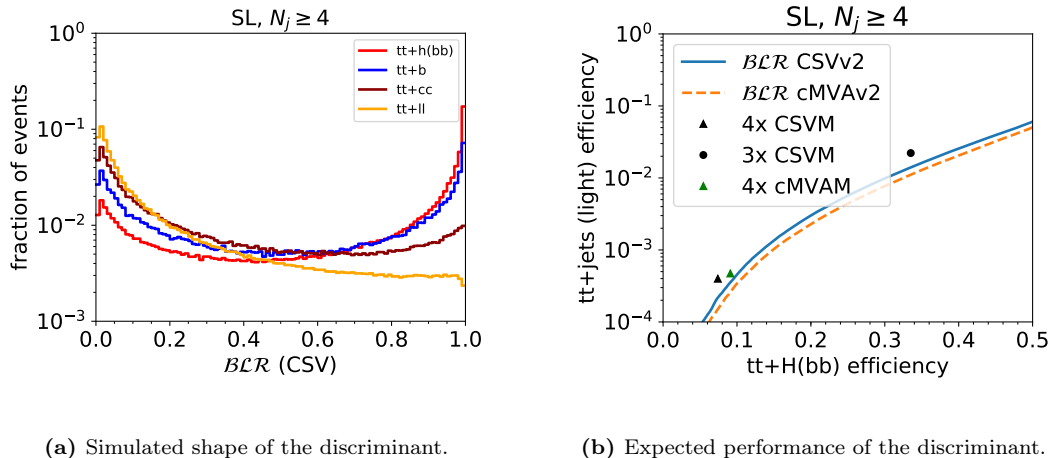 SL, N_j ≥ 4
fraction of events
10^0
10^{-1}
10^{-2}
10^{-3}
tt+h(bb)
tt+b
tt+cc
tt+ll
0.0 0.2 0.4 0.6 0.8 1.0
BLR (CSV)
(a) Simulated shape of the discriminant.
SL, N_j ≥ 4
tt+jets (light) efficiency
10^0
10^{-1}
10^{-2}
10^{-3}
10^{-4}
BLR CSVv2
BLR cMVAv2
4x CSVM
3x CSVM
4x cMVAM
0.0 0.1 0.2 0.3 0.4 0.5
tt+H(bb) efficiency
(b) Expected performance of the discriminant.